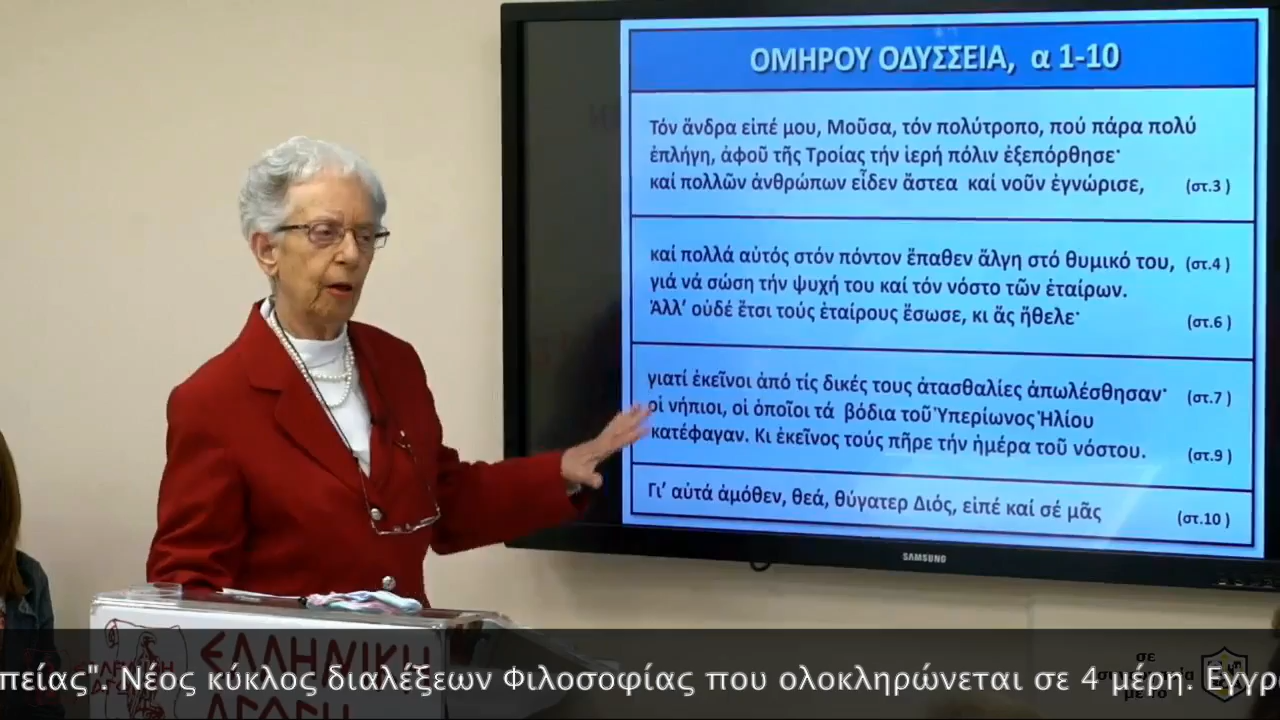 ΟΜΗΡΟΥ ΟΔΥΣΣΕΙΑ, α 1-10
Τόν ἄνδρα εἰπέ μου, Μοῦσα, τόν πολύτροπο, πού πάρα πολύ
ἐπλήγη, ἀφοῦ τῆς Τροίας τήν ἱερή πόλιν ἐξεπόρθησε·
καί πολλῶν ἀνθρώπων εἶδεν ἄστεα καί νοῦν ἐγνώρισε, (στ.3 )
καί πολλά αὐτός στόν πόντον ἔπαθεν ἄλγη στό θυμικό του, (στ.4 )
γιά νά σώση τήν ψυχή του καί τόν νόστο τῶν ἑταίρων.
Ἀλλ’ οὐδέ ἔτσι τούς ἑταίρους ἔσωσε, κι ἄς ἤθελε· (στ.6 )
γιατί ἐκεῖνοι ἀπό τίς δικές τους ἀτασθαλίες ἀπωλέσθησαν· (στ.7 )
οἱ νήπιοι, οἱ ὁποῖοι τά βόδια τοῦ Ὑπερίωνος Ἡλίου
κατέφαγαν. Κι ἐκεῖνος τούς πῆρε τήν ἡμέρα τοῦ νόστου. (στ.9 )
Γι’ αὐτά ἁμόθεν, θεά, θύγατερ Διός, εἰπέ καί σέ μᾶς (στ.10 )
SAMSUNG
ΕΛΛΗΝΙΚΗ
ΑΓΩΓΗ
πείας". Νέος κύκλος διαλέξεων Φιλοσοφίας που ολοκληρώνεται σε 4 μέρη. Εγγρ
σε
με το